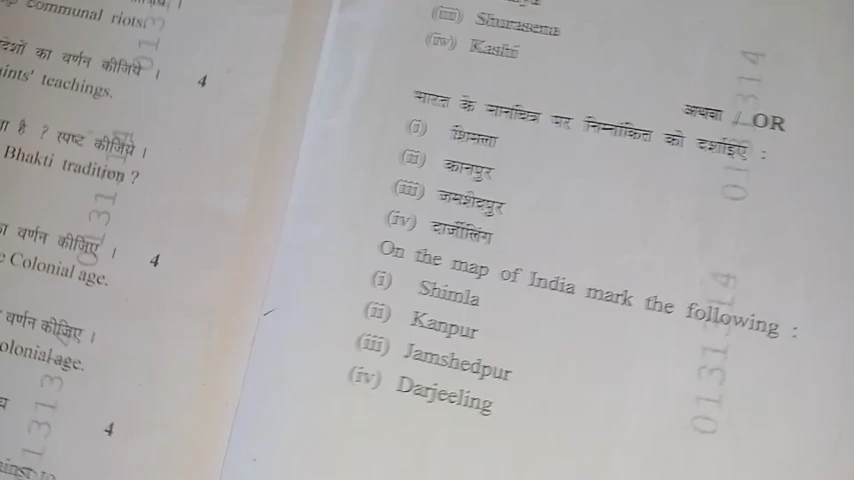 communal riots
का वर्णन कीजिये ।
teachings.
4
है ? स्पष्ट कीजिये ।
Bhakti tradition ?
वर्णन कीजिए ।
4
Colonial age.
वर्णन कीजिए ।
age.
4
(iii) Shurasena
(iv) Kashi
अथवा / OR
भारत के मानचित्र पर निम्नांकित को दर्शाइए :
(i) शिमला
(ii) कानपुर
(iii) जमशेदपुर
(iv) दार्जीलिंग
On the map of India mark the following :
(i) Shimla
(ii) Kanpur
(iii) Jamshedpur
(iv) Darjeeling